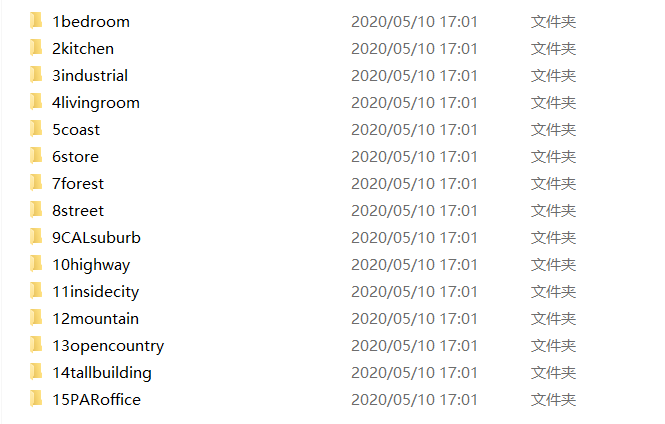 1bedroom 2020/05/10 17:01 文件夹
2kitchen 2020/05/10 17:01 文件夹
3industrial 2020/05/10 17:01 文件夹
4livingroom 2020/05/10 17:01 文件夹
5coast 2020/05/10 17:01 文件夹
6store 2020/05/10 17:01 文件夹
7forest 2020/05/10 17:01 文件夹
8street 2020/05/10 17:01 文件夹
9CALsuburb 2020/05/10 17:01 文件夹
10highway 2020/05/10 17:01 文件夹
11insidecity 2020/05/10 17:01 文件夹
12mountain 2020/05/10 17:01 文件夹
13opencountry 2020/05/10 17:01 文件夹
14tallbuilding 2020/05/10 17:01 文件夹
15PARoffice 2020/05/10 17:01 文件夹